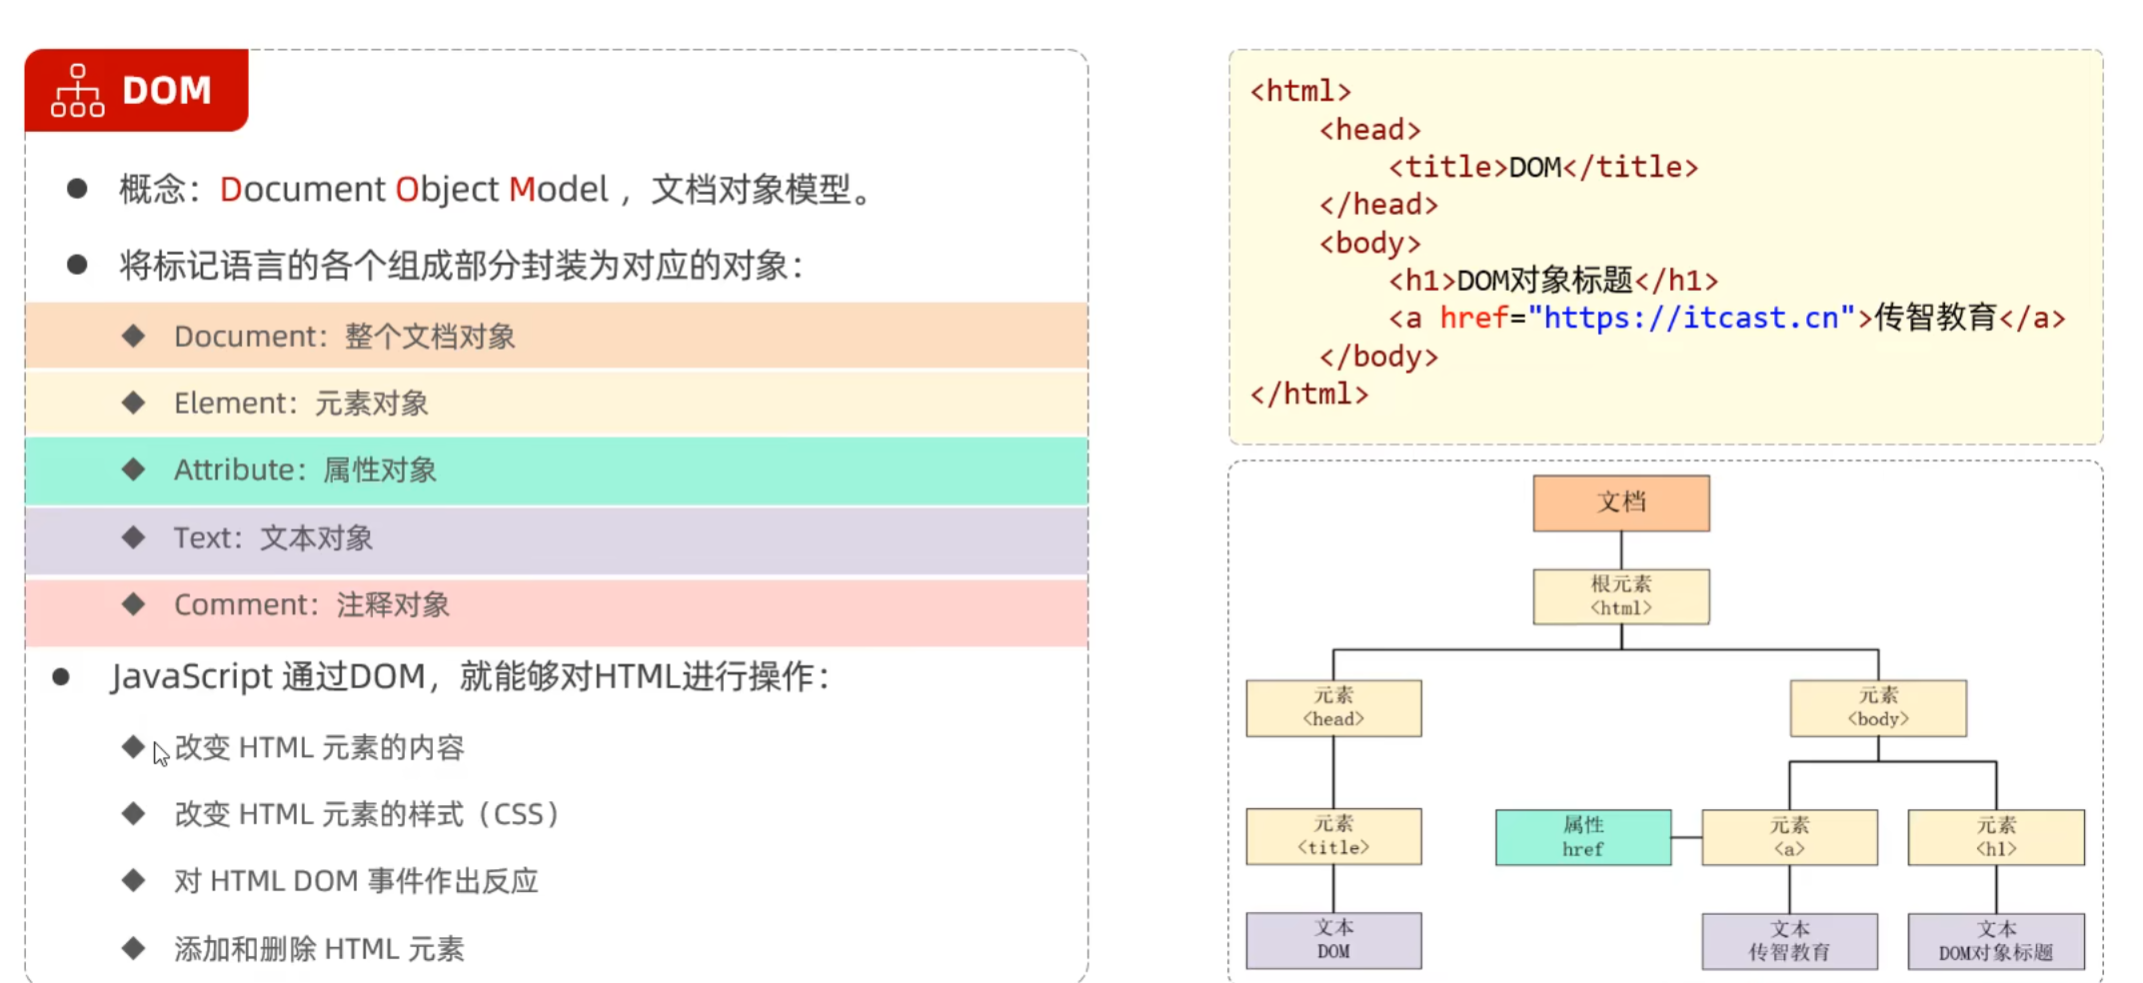 DOM
概念：Document Object Model ，文档对象模型。
将标记语言的各个组成部分封装为对应的对象：
Document：整个文档对象
Element：元素对象
Attribute：属性对象
Text：文本对象
Comment：注释对象
JavaScript 通过DOM，就能够对HTML进行操作：
改变 HTML 元素的内容
改变 HTML 元素的样式（CSS）
对 HTML DOM 事件作出反应
添加和删除 HTML 元素
<html>
<head>
<title>DOM</title>
</head>
<body>
<h1>DOM对象标题</h1>
<a href="https://itcast.cn">传智教育</a>
</body>
</html>
文档
根元素
<html>
元素
<head>
元素
<body>
元素
<title>
属性
href
元素
<a>
元素
<h1>
文本
DOM
文本
传智教育
文本
DOM对象标题